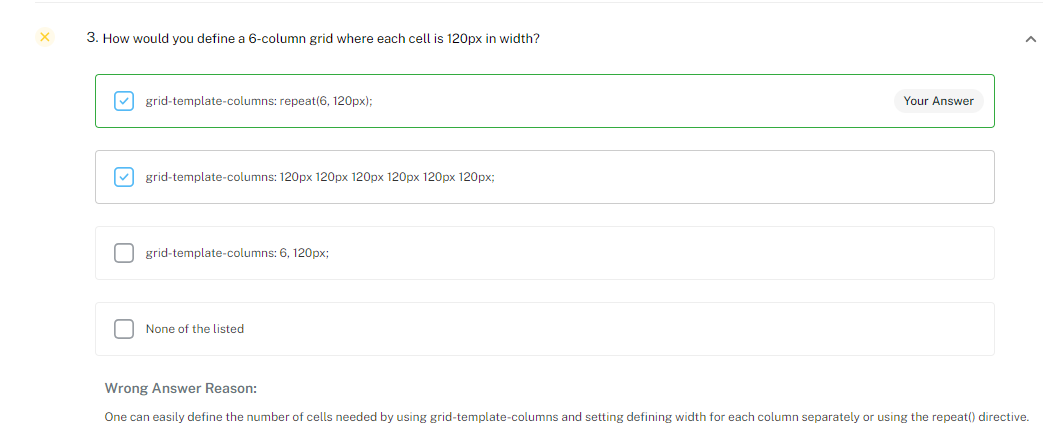 3. How would you define a 6-column grid where each cell is 120px in width?
grid-template-columns: repeat(6, 120px);
Your Answer
grid-template-columns: 120px 120px 120px 120px 120px 120px;
grid-template-columns: 6, 120px;
None of the listed
Wrong Answer Reason:
One can easily define the number of cells needed by using grid-template-columns and setting defining width for each column separately or using the repeat() directive.